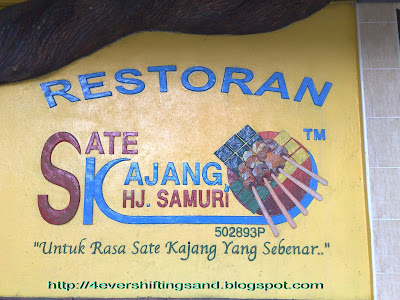 RESTORAN
SATE
KAJANG,
HJ. SAMURI
TM
502893P
"Untuk Rasa Sate Kajang Yang Sebenar.."
http://4evershiftingsand.blogspot.com